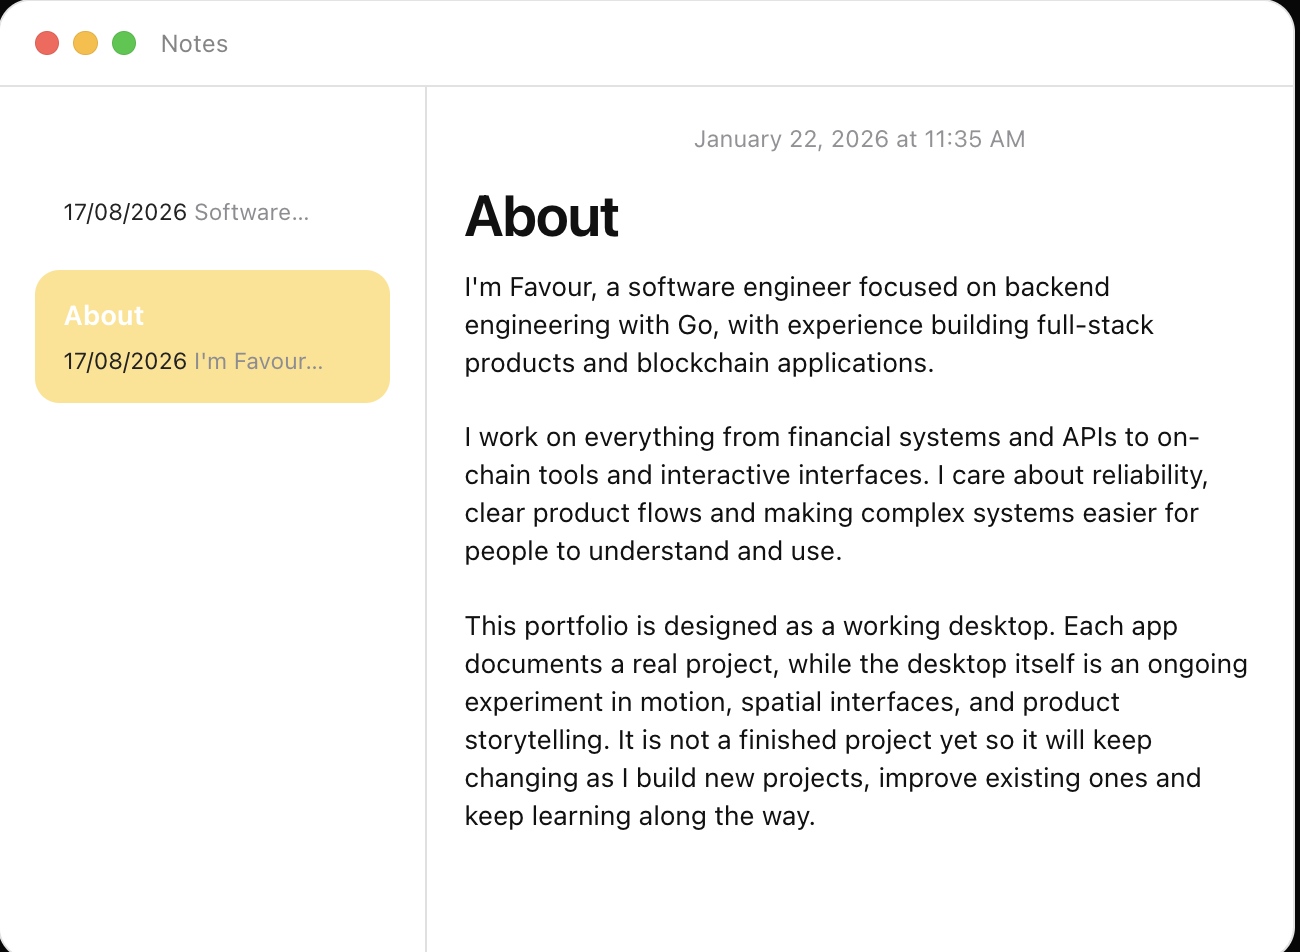 Notes
17/08/2026 Software...
About
17/08/2026 I'm Favour...
January 22, 2026 at 11:35 AM
About
I'm Favour, a software engineer focused on backend
engineering with Go, with experience building full-stack
products and blockchain applications.
I work on everything from financial systems and APIs to on-
chain tools and interactive interfaces. I care about reliability,
clear product flows and making complex systems easier for
people to understand and use.
This portfolio is designed as a working desktop. Each app
documents a real project, while the desktop itself is an ongoing
experiment in motion, spatial interfaces, and product
storytelling. It is not a finished project yet so it will keep
changing as I build new projects, improve existing ones and
keep learning along the way.